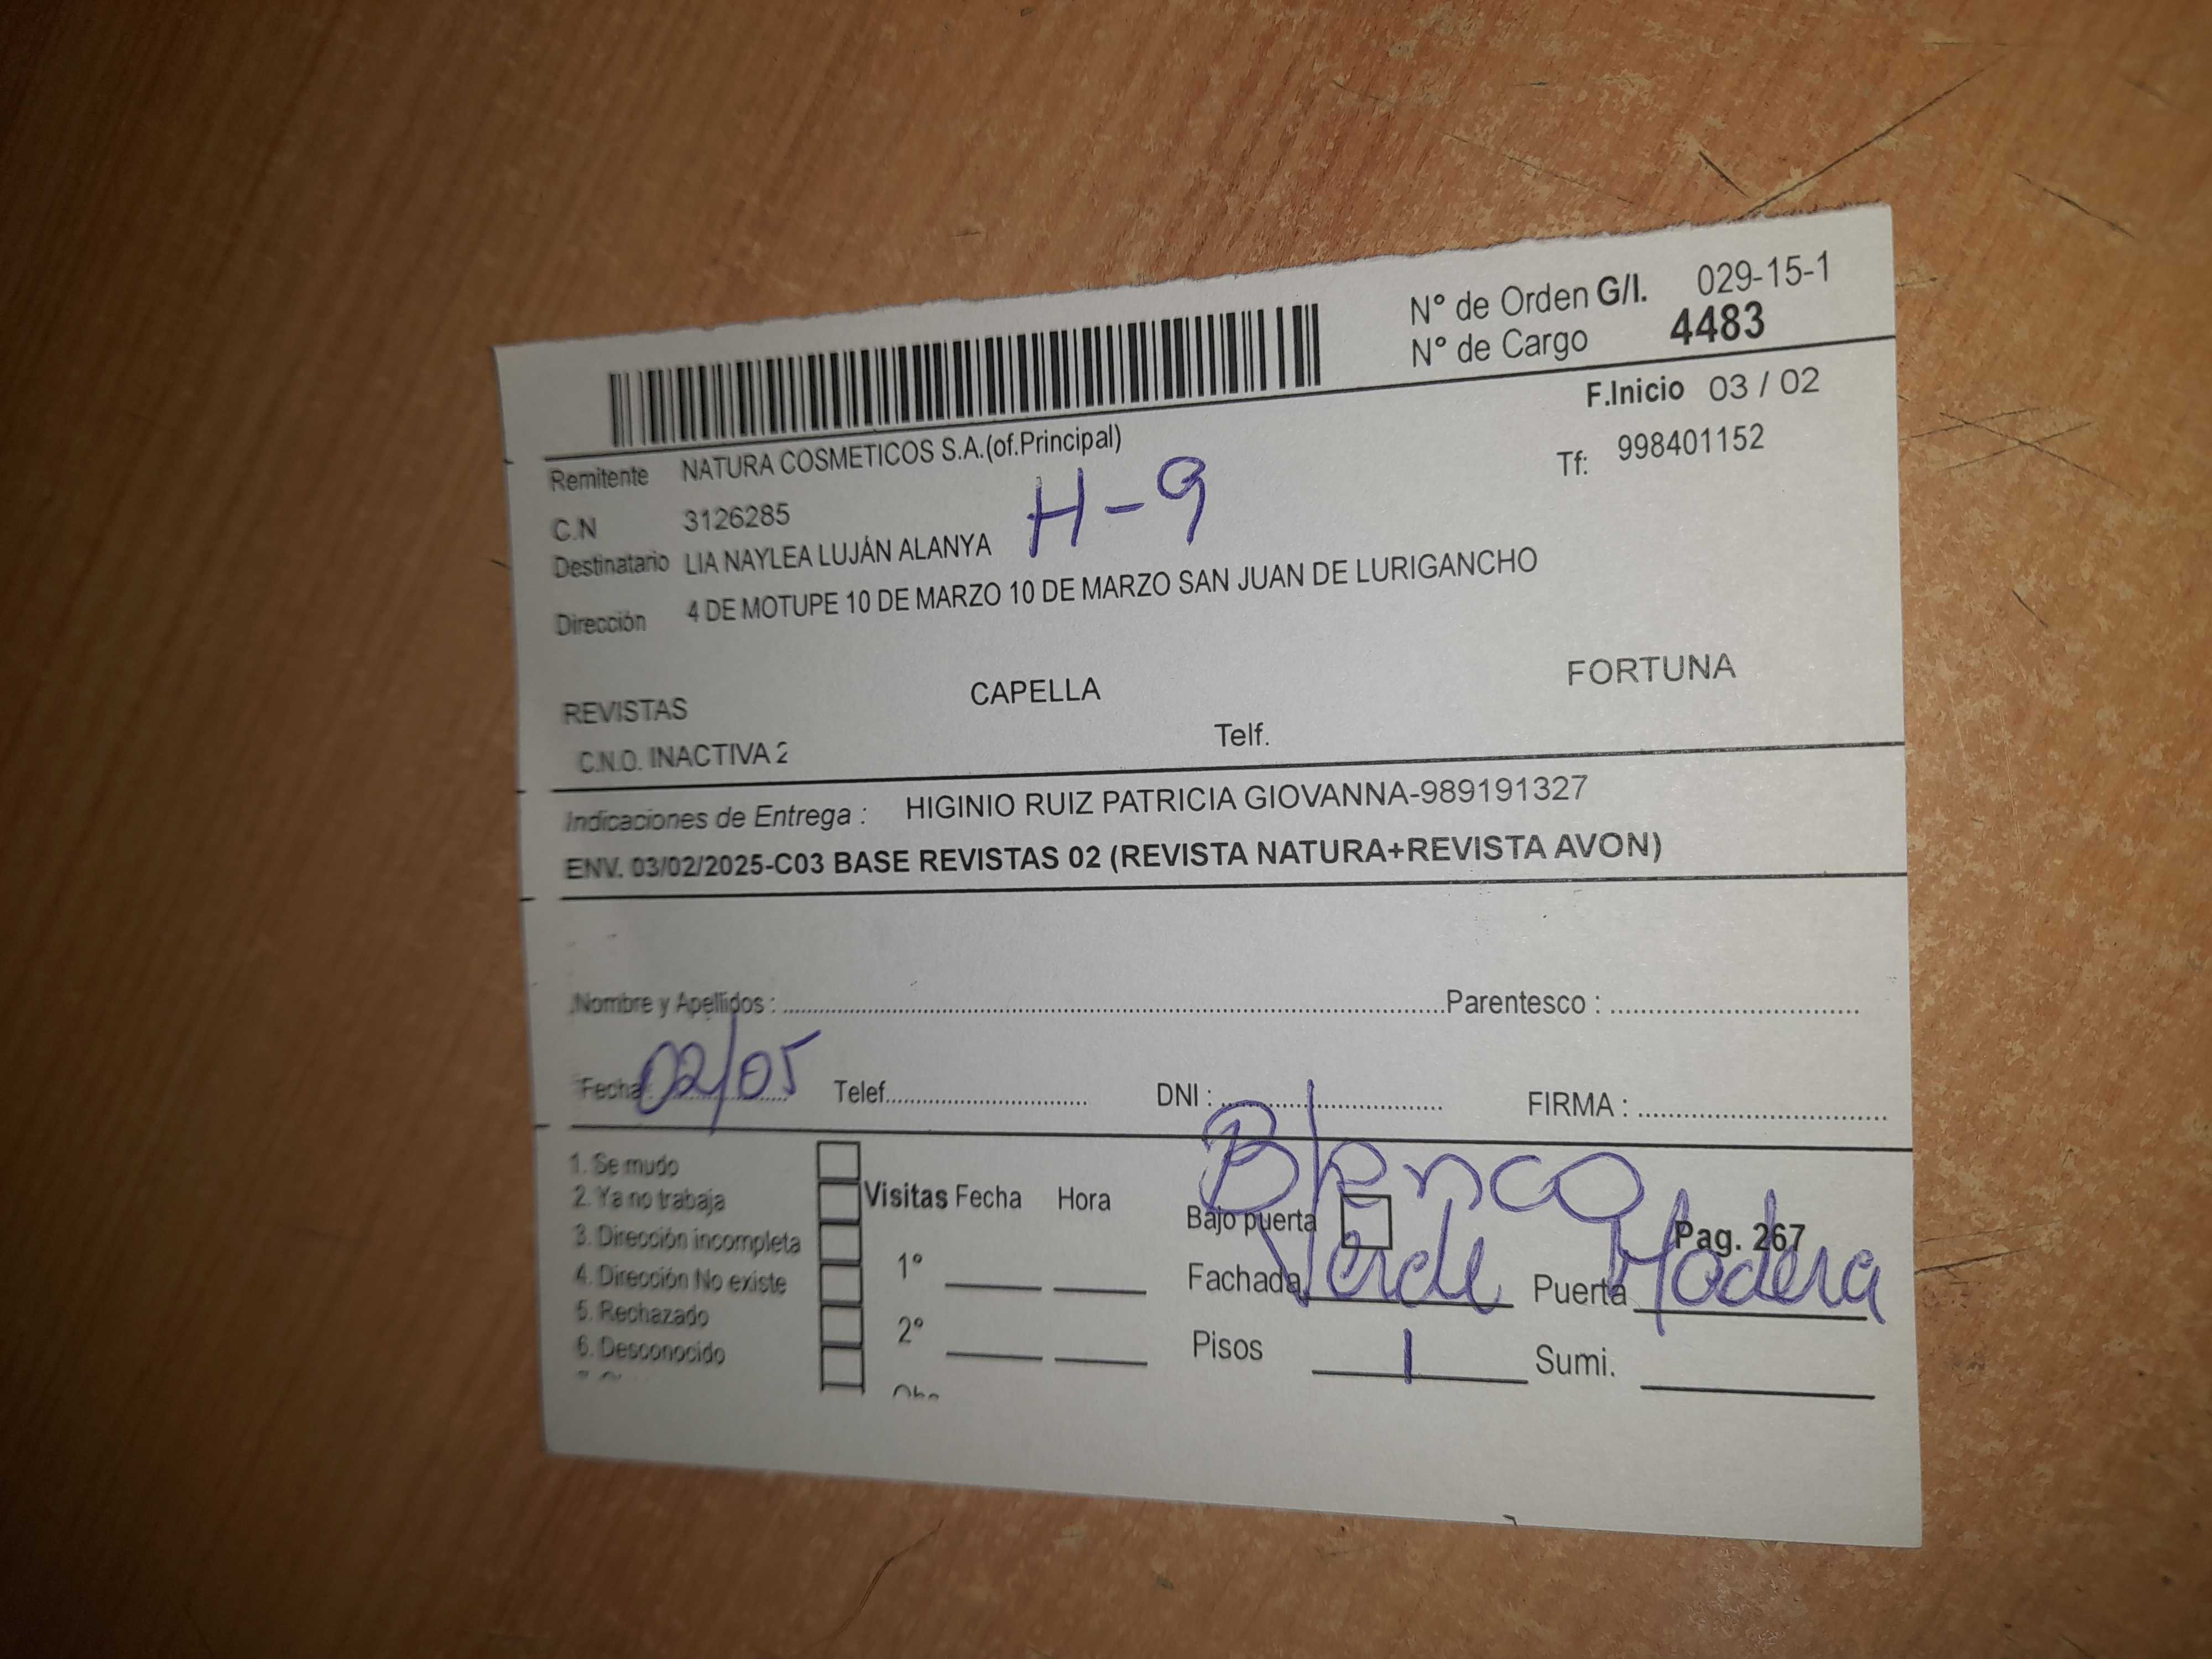 N° de Orden G/I. 029-15-1
N° de Cargo 4483
F.Inicio 03 / 02
Remitente NATURA COSMETICOS S.A.(of.Principal)
Tf: 998401152
C.N 3126285
H-9
Destinatario LIA NAYLEA LUJÁN ALANYA
Dirección 4 DE MOTUPE 10 DE MARZO 10 DE MARZO SAN JUAN DE LURIGANCHO
REVISTAS CAPELLA FORTUNA
C.N.O. INACTIVA 2 Telf.
Indicaciones de Entrega : HIGINIO RUIZ PATRICIA GIOVANNA-989191327
ENV. 03/02/2025-C03 BASE REVISTAS 02 (REVISTA NATURA+REVISTA AVON)
Nombre y Apellidos : Parentesco :
Fecha: 02/05 Telef. DNI : FIRMA :
1. Se mudo
2. Ya no trabaja
3. Dirección incompleta
4. Dirección No existe
5. Rechazado
6. Desconocido
Visitas Fecha Hora
1°
2°
Blanco
Bajo puerta Pag. 267
Fachada Verde Puerta Madera
Pisos 1 Sumi.